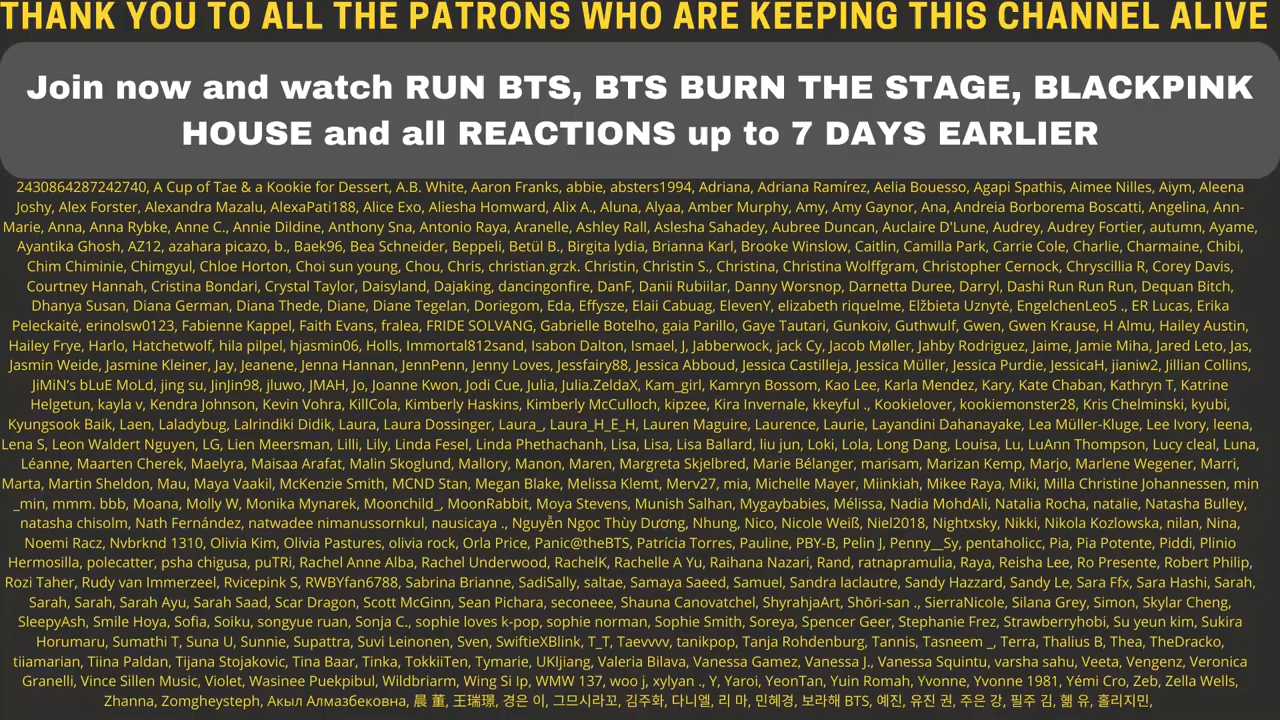 THANK YOU TO ALL THE PATRONS WHO ARE KEEPING THIS CHANNEL ALIVE
Join now and watch RUN BTS, BTS BURN THE STAGE, BLACKPINK
HOUSE and all REACTIONS up to 7 DAYS EARLIER
2430864287242740, A Cup of Tae & a Kookie for Dessert, A.B. White, Aaron Franks, abbie, absters1994, Adriana, Adriana Ramírez, Aelia Bouesso, Agapi Spathis, Aimee Nilles, Aiym, Aleena
Joshy, Alex Forster, Alexandra Mazalu, AlexaPati188, Alice Exo, Aliesha Homward, Alix A., Aluna, Alyaa, Amber Murphy, Amy, Amy Gaynor, Ana, Andreia Borborema Boscatti, Angelina, Ann-
Marie, Anna, Anna Rybke, Anne C., Annie Dildine, Anthony Sna, Antonio Raya, Aranelle, Ashley Rall, Aslesha Sahadey, Aubree Duncan, Auclaire D'Lune, Audrey, Audrey Fortier, autumn, Ayame,
Ayantika Ghosh, AZ12, azahara picazo, b., Baek96, Bea Schneider, Beppeli, Betül B., Birgita lydia, Brianna Karl, Brooke Winslow, Caitlin, Camilla Park, Carrie Cole, Charlie, Charmaine, Chibi,
Chim Chiminie, Chimgyul, Chloe Horton, Choi sun young, Chou, Chris, christian.grzk. Christin, Christin S., Christina, Christina Wolffgram, Christopher Cernock, Chryscillia R, Corey Davis,
Courtney Hannah, Cristina Bondari, Crystal Taylor, Daisyland, Dajaking, dancingonfire, DanF, Danii Rubiilar, Danny Worsnop, Darnetta Duree, Darryl, Dashi Run Run Run, Dequan Bitch,
Dhanya Susan, Diana German, Diana Thede, Diane, Diane Tegelan, Doriegom, Eda, Effysze, Elaii Cabuag, ElevenY, elizabeth riquelme, Elžbieta Uznytė, EngelchenLeo5 ., ER Lucas, Erika
Peleckaitė, erinolsw0123, Fabienne Kappel, Faith Evans, fralea, FRIDE SOLVANG, Gabrielle Botelho, gaia Parillo, Gaye Tautari, Gunkoiv, Guthwulf, Gwen, Gwen Krause, H Almu, Hailey Austin,
Hailey Frye, Harlo, Hatchetwolf, hila pilpel, hjasmin06, Holls, Immortal812sand, Isabon Dalton, Ismael, J, Jabberwock, jack Cy, Jacob Møller, Jahby Rodriguez, Jaime, Jamie Miha, Jared Leto, Jas,
Jasmin Weide, Jasmine Kleiner, Jay, Jeanene, Jenna Hannan, JennPenn, Jenny Loves, Jessfairy88, Jessica Abboud, Jessica Castilleja, Jessica Müller, Jessica Purdie, JessicaH, jianiw2, Jillian Collins,
JiMiN's bLuE MoLd, jing su, JinJin98, jluwo, JMAH, Jo, Joanne Kwon, Jodi Cue, Julia, Julia.ZeldaX, Kam_girl, Kamryn Bossom, Kao Lee, Karla Mendez, Kary, Kate Chaban, Kathryn T, Katrine
Helgetun, kayla v, Kendra Johnson, Kevin Vohra, KillCola, Kimberly Haskins, Kimberly McCulloch, kipzee, Kira Invernale, kkeyful ., Kookielover, kookiemonster28, Kris Chelminski, kyubi,
Kyungsook Baik, Laen, Laladybug, Lalrindiki Didik, Laura, Laura Dossinger, Laura_, Laura_H_E_H, Lauren Maguire, Laurence, Laurie, Layandini Dahanayake, Lea Müller-Kluge, Lee Ivory, leena,
Lena S, Leon Waldert Nguyen, LG, Lien Meersman, Lilli, Lily, Linda Fesel, Linda Phethachanh, Lisa, Lisa, Lisa Ballard, liu jun, Loki, Lola, Long Dang, Louisa, Lu, LuAnn Thompson, Lucy cleal, Luna,
Léanne, Maarten Cherek, Maelyra, Maisaa Arafat, Malin Skoglund, Mallory, Manon, Maren, Margreta Skjelbred, Marie Bélanger, marisam, Marizan Kemp, Marjo, Marlene Wegener, Marri,
Marta, Martin Sheldon, Mau, Maya Vaakil, McKenzie Smith, MCND Stan, Megan Blake, Melissa Klemt, Merv27, mia, Michelle Mayer, Miinkiah, Mikee Raya, Miki, Milla Christine Johannessen, min
_min, mmm. bbb, Moana, Molly W, Monika Mynarek, Moonchild_, MoonRabbit, Moya Stevens, Munish Salhan, Mygaybabies, Mélissa, Nadia MohdAli, Natalia Rocha, natalie, Natasha Bulley,
natasha chisolm, Nath Fernández, natwadee nimanussornkul, nausicaya ., Nguyễn Ngọc Thùy Dương, Nhung, Nico, Nicole Weiß, Niel2018, Nightxsky, Nikki, Nikola Kozlowska, nilan, Nina,
Noemi Racz, Nvbrknd 1310, Olivia Kim, Olivia Pastures, olivia rock, Orla Price, Panic@theBTS, Patrícia Torres, Pauline, PBY-B, Pelin J, Penny__Sy, pentaholicc, Pia, Pia Potente, Piddi, Plinio
Hermosilla, polecatter, psha chigusa, puTRi, Rachel Anne Alba, Rachel Underwood, RachelK, Rachelle A Yu, Raihana Nazari, Rand, ratnapramulia, Raya, Reisha Lee, Ro Presente, Robert Philip,
Rozi Taher, Rudy van Immerzeel, Rvicepink S, RWBYfan6788, Sabrina Brianne, SadiSally, saltae, Samaya Saeed, Samuel, Sandra laclautre, Sandy Hazzard, Sandy Le, Sara Ffx, Sara Hashi, Sarah,
Sarah, Sarah, Sarah Ayu, Sarah Saad, Scar Dragon, Scott McGinn, Sean Pichara, seconeee, Shauna Canovatchel, ShyrahjaArt, Shōri-san ., SierraNicole, Silana Grey, Simon, Skylar Cheng,
SleepyAsh, Smile Hoya, Sofia, Soiku, songyue ruan, Sonja C., sophie loves k-pop, sophie norman, Sophie Smith, Soreya, Spencer Geer, Stephanie Frez, Strawberryhobi, Su yeun kim, Sukira
Horumaru, Sumathi T, Suna U, Sunnie, Supattra, Suvi Leinonen, Sven, SwiftieXBlink, T_T, Taevvvv, tanikpop, Tanja Rohdenburg, Tannis, Tasneem _, Terra, Thalius B, Thea, TheDracko,
tiiamarian, Tiina Paldan, Tijana Stojakovic, Tina Baar, Tinka, TokkiiTen, Tymarie, UKIjiang, Valeria Bilava, Vanessa Gamez, Vanessa J., Vanessa Squintu, varsha sahu, Veeta, Vengenz, Veronica
Granelli, Vince Sillen Music, Violet, Wasinee Puekpibul, Wildbriarm, Wing Si Ip, WMW 137, woo j, xylyan ., Y, Yaroi, YeonTan, Yuin Romah, Yvonne, Yvonne 1981, Yémi Cro, Zeb, Zella Wells,
Zhanna, Zomgheysteph, Акыл Алмазбековна, 晨 董, 王瑞璟, 경은 이, 그므시라꼬, 김주화, 다니엘, 리 마, 민혜경, 보라해 BTS, 예진, 유진 권, 주은 강, 필주 김, 헮 유, 홀리지민,